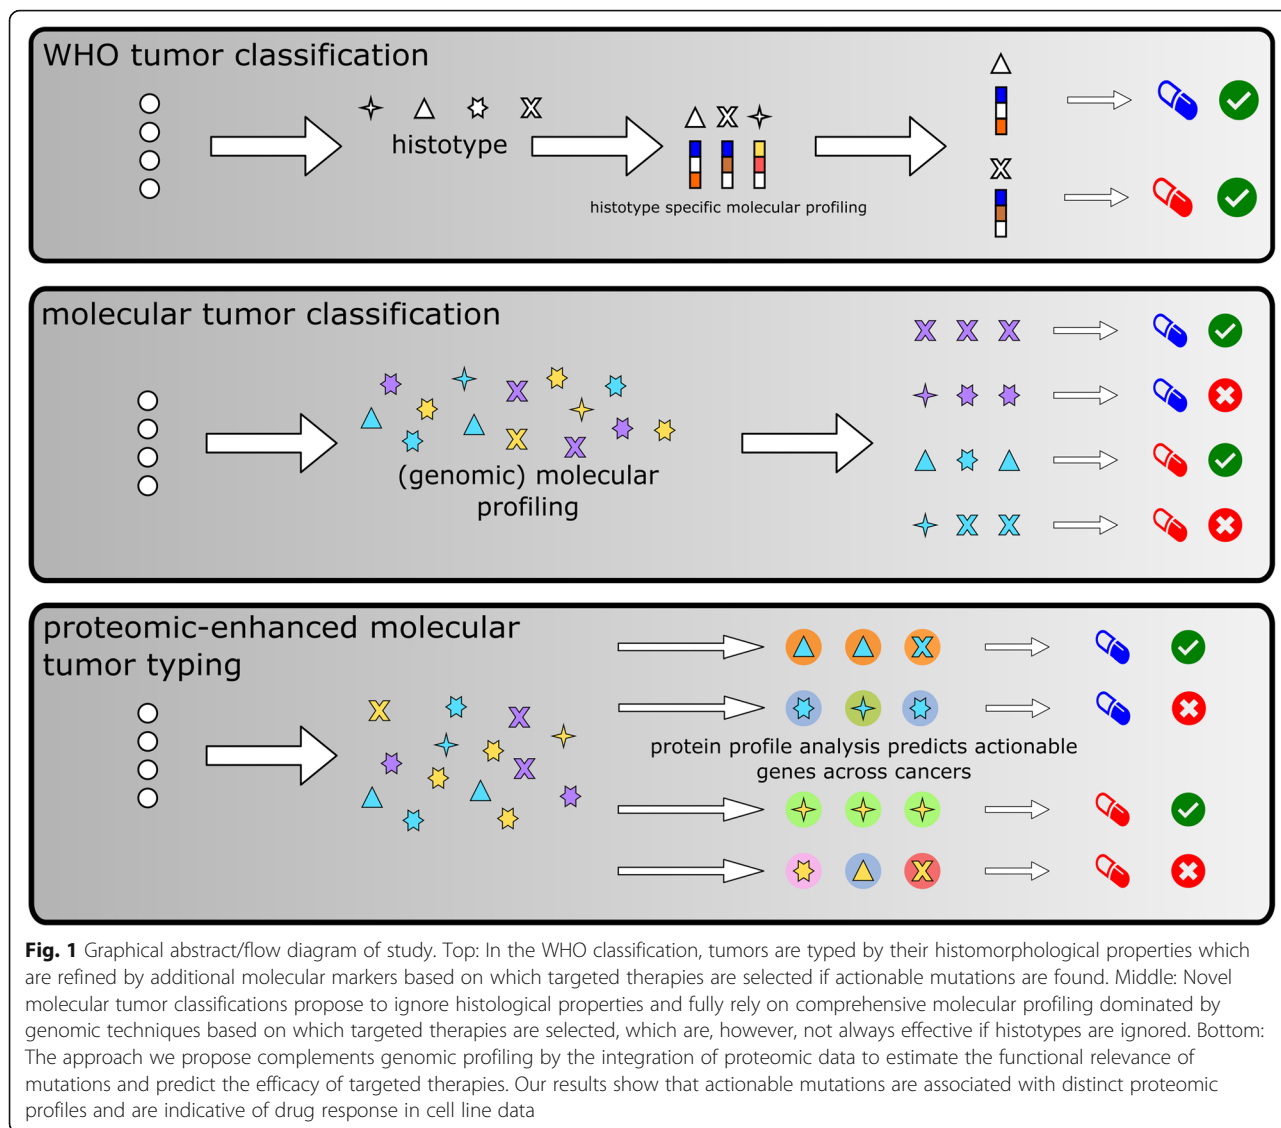 WHO tumor classification
histotype
histotype specific molecular profiling
molecular tumor classification
(genomic) molecular
profiling
proteomic-enhanced molecular
tumor typing
protein profile analysis predicts actionable
genes across cancers
Fig. 1 Graphical abstract/flow diagram of study. Top: In the WHO classification, tumors are typed by their histomorphological properties which
are refined by additional molecular markers based on which targeted therapies are selected if actionable mutations are found. Middle: Novel
molecular tumor classifications propose to ignore histological properties and fully rely on comprehensive molecular profiling dominated by
genomic techniques based on which targeted therapies are selected, which are, however, not always effective if histotypes are ignored. Bottom:
The approach we propose complements genomic profiling by the integration of proteomic data to estimate the functional relevance of
mutations and predict the efficacy of targeted therapies. Our results show that actionable mutations are associated with distinct proteomic
profiles and are indicative of drug response in cell line data